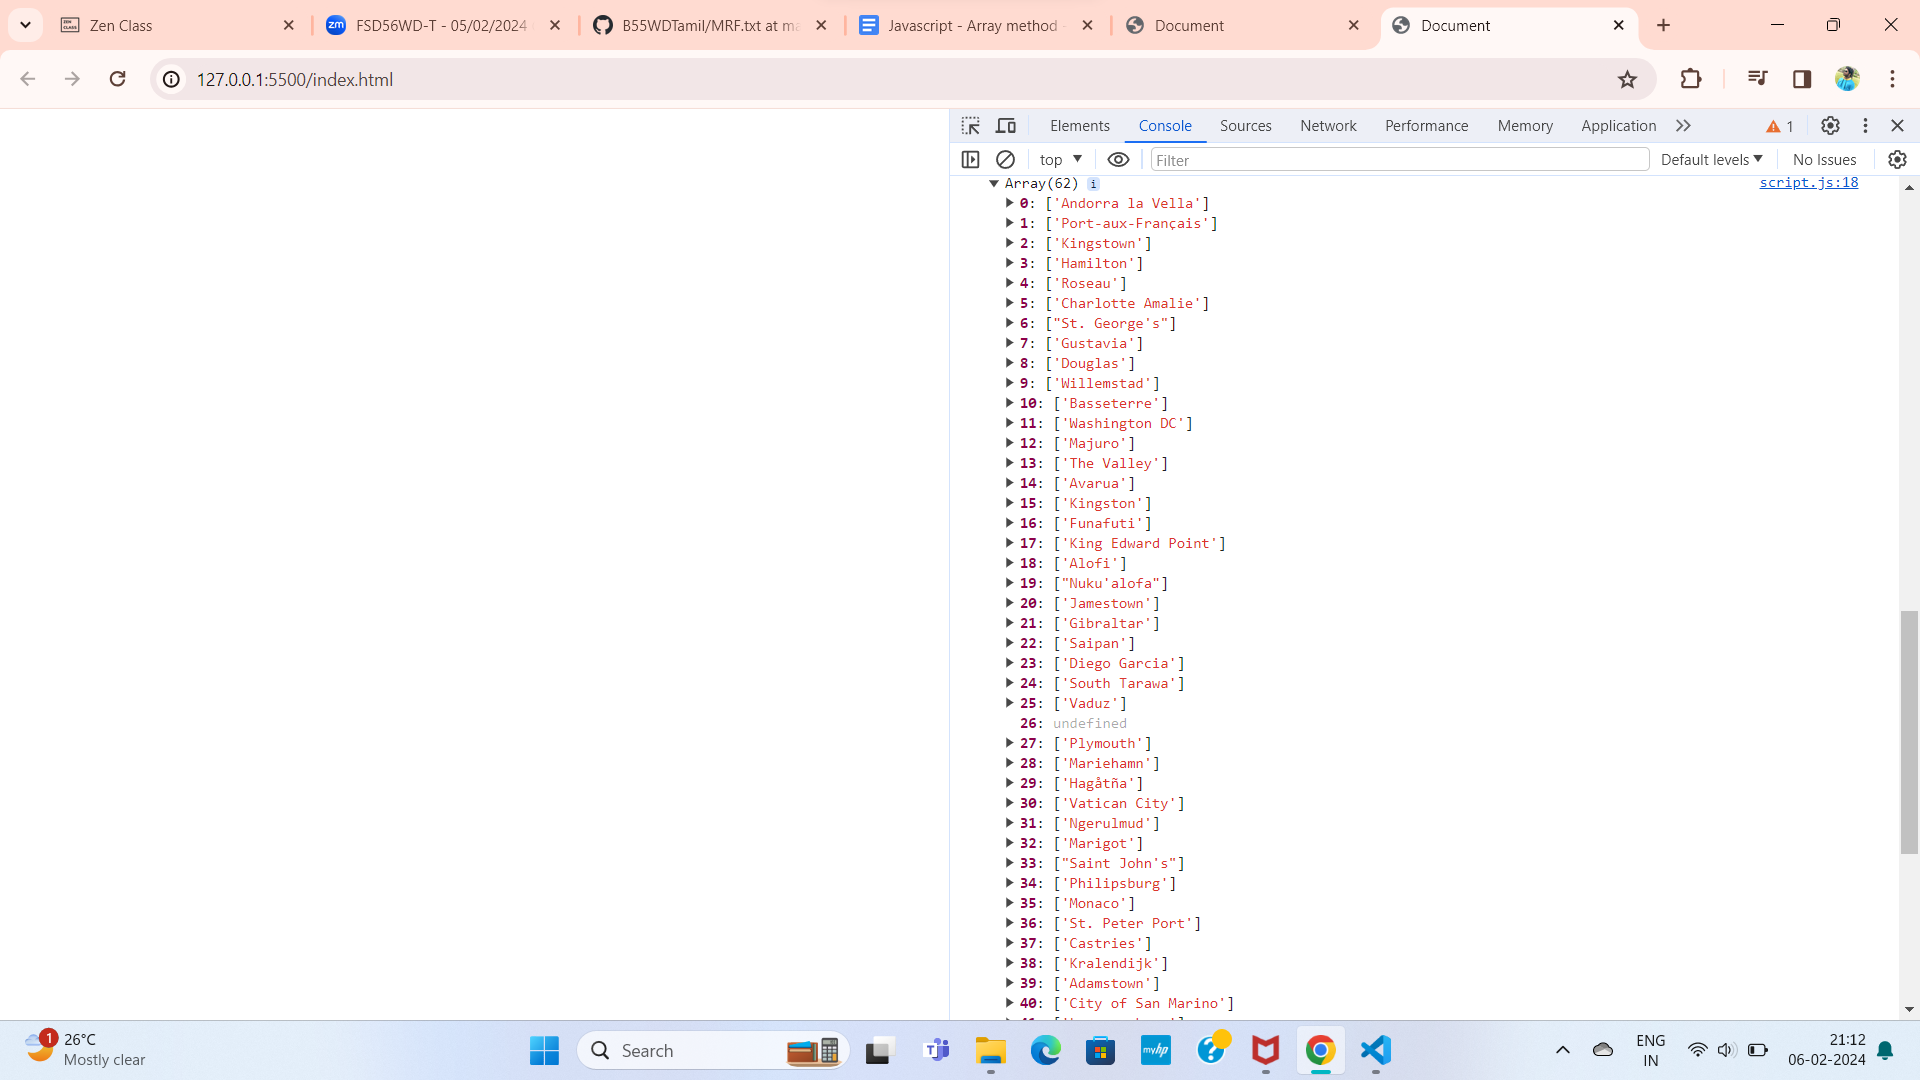 Zen Class
FSD56WD-T - 05/02/2024
B55WDTamil/MRF.txt at ma
Javascript - Array method -
Document
Document
127.0.0.1:5500/index.html
Elements Console Sources Network Performance Memory Application 1
top Filter Default levels No Issues
Array(62) i script.js:18
0: ['Andorra la Vella']
1: ['Port-aux-Français']
2: ['Kingstown']
3: ['Hamilton']
4: ['Roseau']
5: ['Charlotte Amalie']
6: ["St. George's"]
7: ['Gustavia']
8: ['Douglas']
9: ['Willemstad']
10: ['Basseterre']
11: ['Washington DC']
12: ['Majuro']
13: ['The Valley']
14: ['Avarua']
15: ['Kingston']
16: ['Funafuti']
17: ['King Edward Point']
18: ['Alofi']
19: ["Nuku'alofa"]
20: ['Jamestown']
21: ['Gibraltar']
22: ['Saipan']
23: ['Diego Garcia']
24: ['South Tarawa']
25: ['Vaduz']
26: undefined
27: ['Plymouth']
28: ['Mariehamn']
29: ['Hagåtña']
30: ['Vatican City']
31: ['Ngerulmud']
32: ['Marigot']
33: ["Saint John's"]
34: ['Philipsburg']
35: ['Monaco']
36: ['St. Peter Port']
37: ['Castries']
38: ['Kralendijk']
39: ['Adamstown']
40: ['City of San Marino']
1
26°C
Mostly clear
Search
myhp
ENG
IN
21:12
06-02-2024